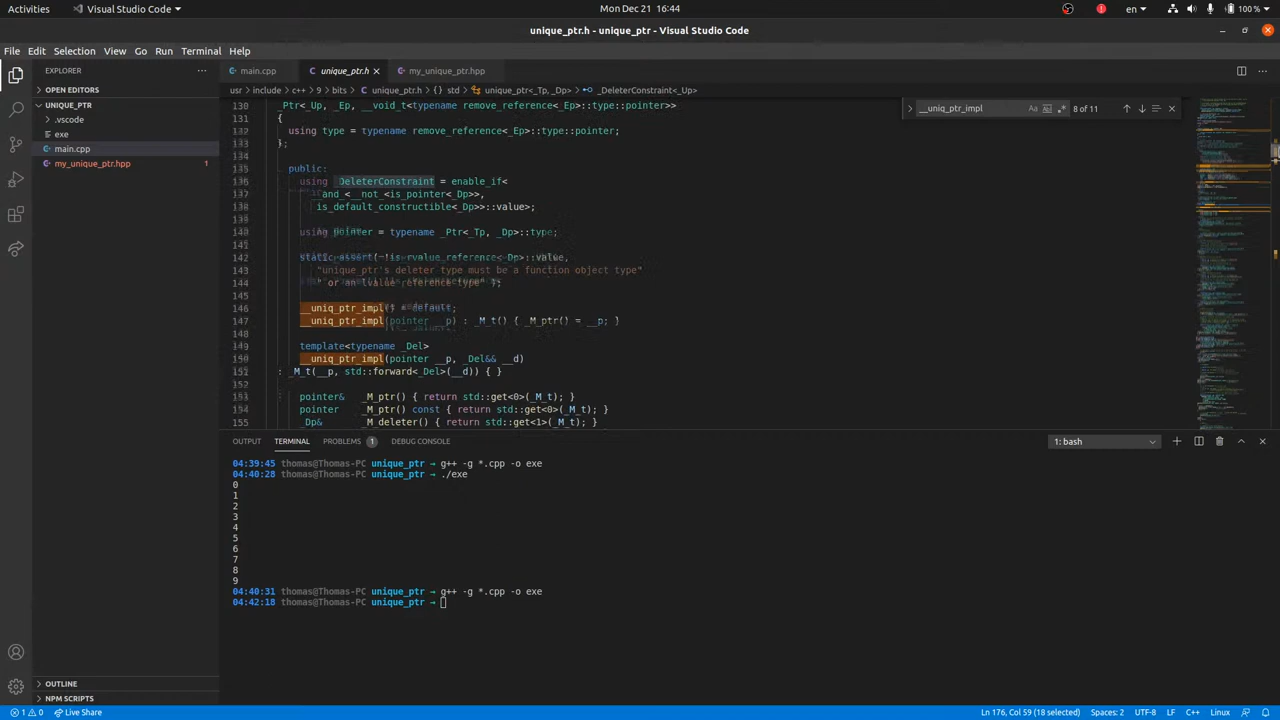 Activities
Visual Studio Code
Mon Dec 21 16:44
en
100 %
unique_ptr.h - unique_ptr - Visual Studio Code
File Edit Selection View Go Run Terminal Help
EXPLORER
main.cpp
unique_ptr.h
my_unique_ptr.hpp
OPEN EDITORS
UNIQUE_PTR
.vscode
exe
main.cpp
my_unique_ptr.hpp 1
usr > include > c++ > 9 > bits > unique_ptr.h > {} std > unique_ptr<_Tp, _Dp> > _DeleterConstraint<_Up>
__uniq_ptr_impl
Aa
8 of 11
130 _Ptr<_Up, _Ep, __void_t<typename remove_reference<_Ep>::type::pointer>>
131 {
132 using type = typename remove_reference<_Ep>::type::pointer;
133
134 };
135 public:
136 using _DeleterConstraint = enable_if<
137 __and_<__not_<is_pointer<_Dp>>,
138 is_default_constructible<_Dp>>::value>;
using pointer = typename _Ptr<_Tp, _Dp>::type;
142 static_assert( !is_rvalue_reference<_Dp>::value,
143 "unique_ptr's deleter type must be a function object type"
144 " or an lvalue reference type" );
145
146 __uniq_ptr_impl() = default;
147 __uniq_ptr_impl(pointer __p) : _M_t() { _M_ptr() = __p; }
template<typename _Del>
150 __uniq_ptr_impl(pointer __p, _Del&& __d)
151 : _M_t(__p, std::forward<_Del>(__d)) { }
152
153 pointer& _M_ptr() { return std::get<0>(_M_t); }
154 pointer _M_ptr() const { return std::get<0>(_M_t); }
155 _Dp& _M_deleter() { return std::get<1>(_M_t); }
OUTPUT TERMINAL PROBLEMS 1 DEBUG CONSOLE
1: bash
04:39:45 thomas@Thomas-PC unique_ptr → g++ -g *.cpp -o exe
04:40:28 thomas@Thomas-PC unique_ptr → ./exe
0
1
2
3
4
5
6
7
8
9
04:40:31 thomas@Thomas-PC unique_ptr → g++ -g *.cpp -o exe
04:42:18 thomas@Thomas-PC unique_ptr →
OUTLINE
NPM SCRIPTS
1 0 Live Share
Ln 176, Col 59 (18 selected) Spaces: 2 UTF-8 LF C++ Linux